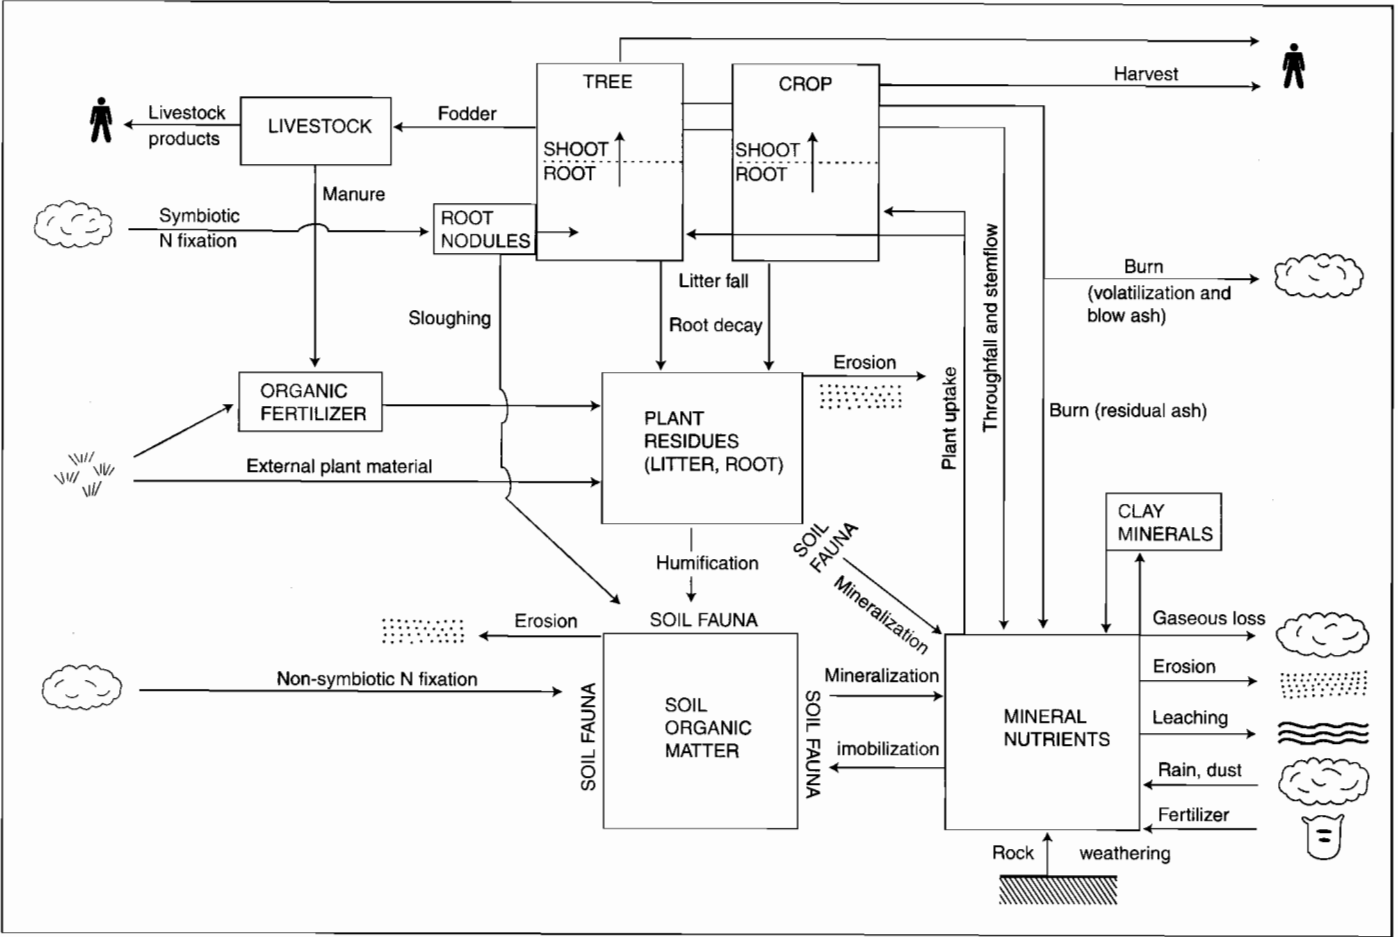 TREE
CROP
Harvest
Livestock
products
LIVESTOCK
Fodder
SHOOT
ROOT
SHOOT
ROOT
Manure
Symbiotic
N fixation
ROOT
NODULES
Litter fall
Root decay
Sloughing
Throughfall and stemflow
Burn
(volatilization and
blow ash)
Erosion
ORGANIC
FERTILIZER
PLANT
RESIDUES
(LITTER, ROOT)
Plant uptake
Burn (residual ash)
External plant material
CLAY
MINERALS
SOIL
FAUNA
Humification
Mineralization
SOIL FAUNA
Erosion
Gaseous loss
Non-symbiotic N fixation
SOIL FAUNA
SOIL
ORGANIC
MATTER
SOIL FAUNA
Mineralization
imobilization
MINERAL
NUTRIENTS
Erosion
Leaching
Rain, dust
Fertilizer
Rock
weathering